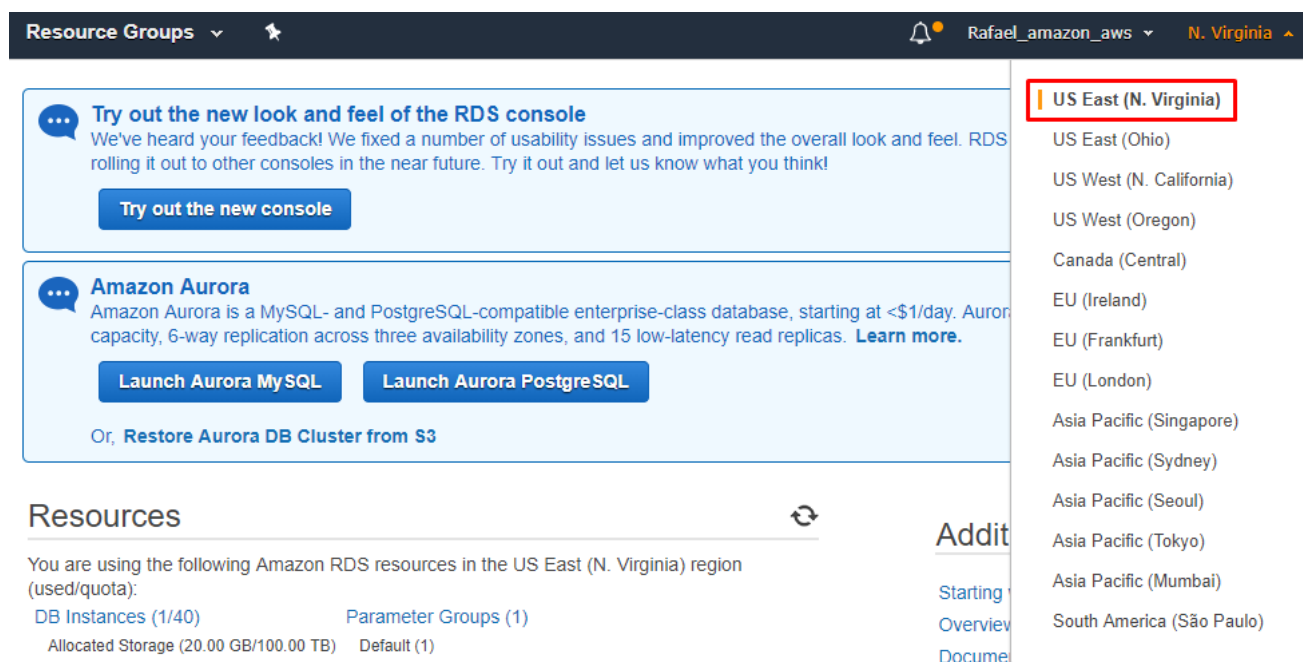 Resource Groups
Rafael_amazon_aws
N. Virginia
Try out the new look and feel of the RDS console
We've heard your feedback! We fixed a number of usability issues and improved the overall look and feel. RDS
rolling it out to other consoles in the near future. Try it out and let us know what you think!
Try out the new console
Amazon Aurora
Amazon Aurora is a MySQL- and PostgreSQL-compatible enterprise-class database, starting at <$1/day. Auror
capacity, 6-way replication across three availability zones, and 15 low-latency read replicas. Learn more.
Launch Aurora MySQL
Launch Aurora PostgreSQL
Or, Restore Aurora DB Cluster from S3
Resources
You are using the following Amazon RDS resources in the US East (N. Virginia) region
(used/quota):
DB Instances (1/40)
Parameter Groups (1)
Allocated Storage (20.00 GB/100.00 TB)
Default (1)
Addit
Starting
Overview
Docume
US East (N. Virginia)
US East (Ohio)
US West (N. California)
US West (Oregon)
Canada (Central)
EU (Ireland)
EU (Frankfurt)
EU (London)
Asia Pacific (Singapore)
Asia Pacific (Sydney)
Asia Pacific (Seoul)
Asia Pacific (Tokyo)
Asia Pacific (Mumbai)
South America (São Paulo)